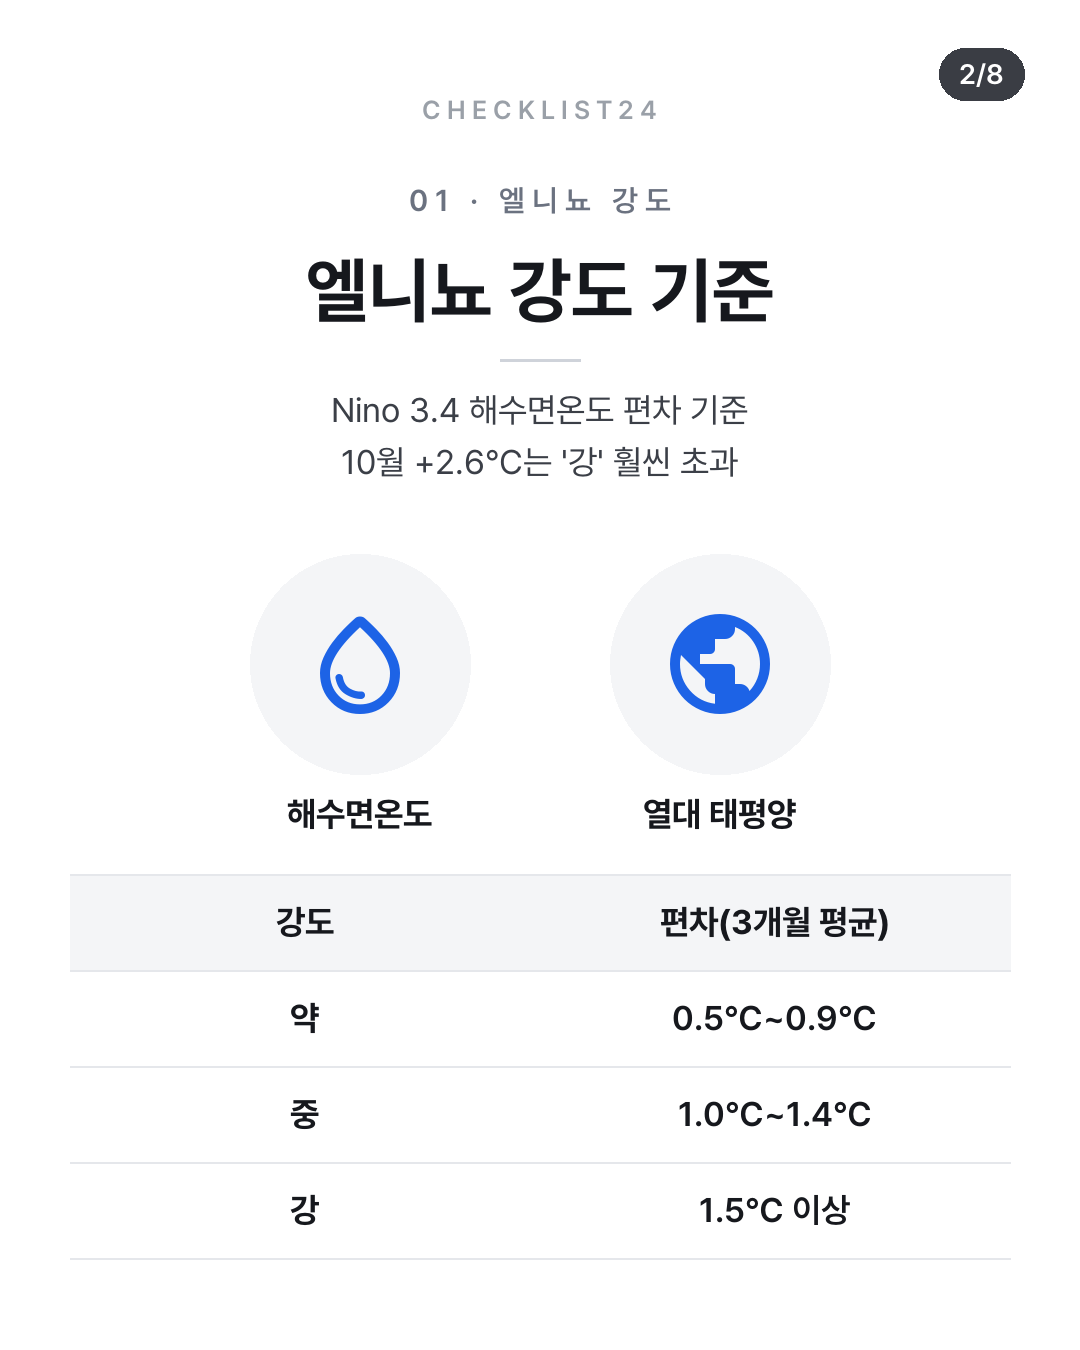 2/8
CHECKLIST24
01 · 엘니뇨 강도
엘니뇨 강도 기준
Nino 3.4 해수면온도 편차 기준
10월 +2.6°C는 '강' 훨씬 초과
해수면온도 열대 태평양
강도 편차(3개월 평균)
약 0.5°C~0.9°C
중 1.0°C~1.4°C
강 1.5°C 이상